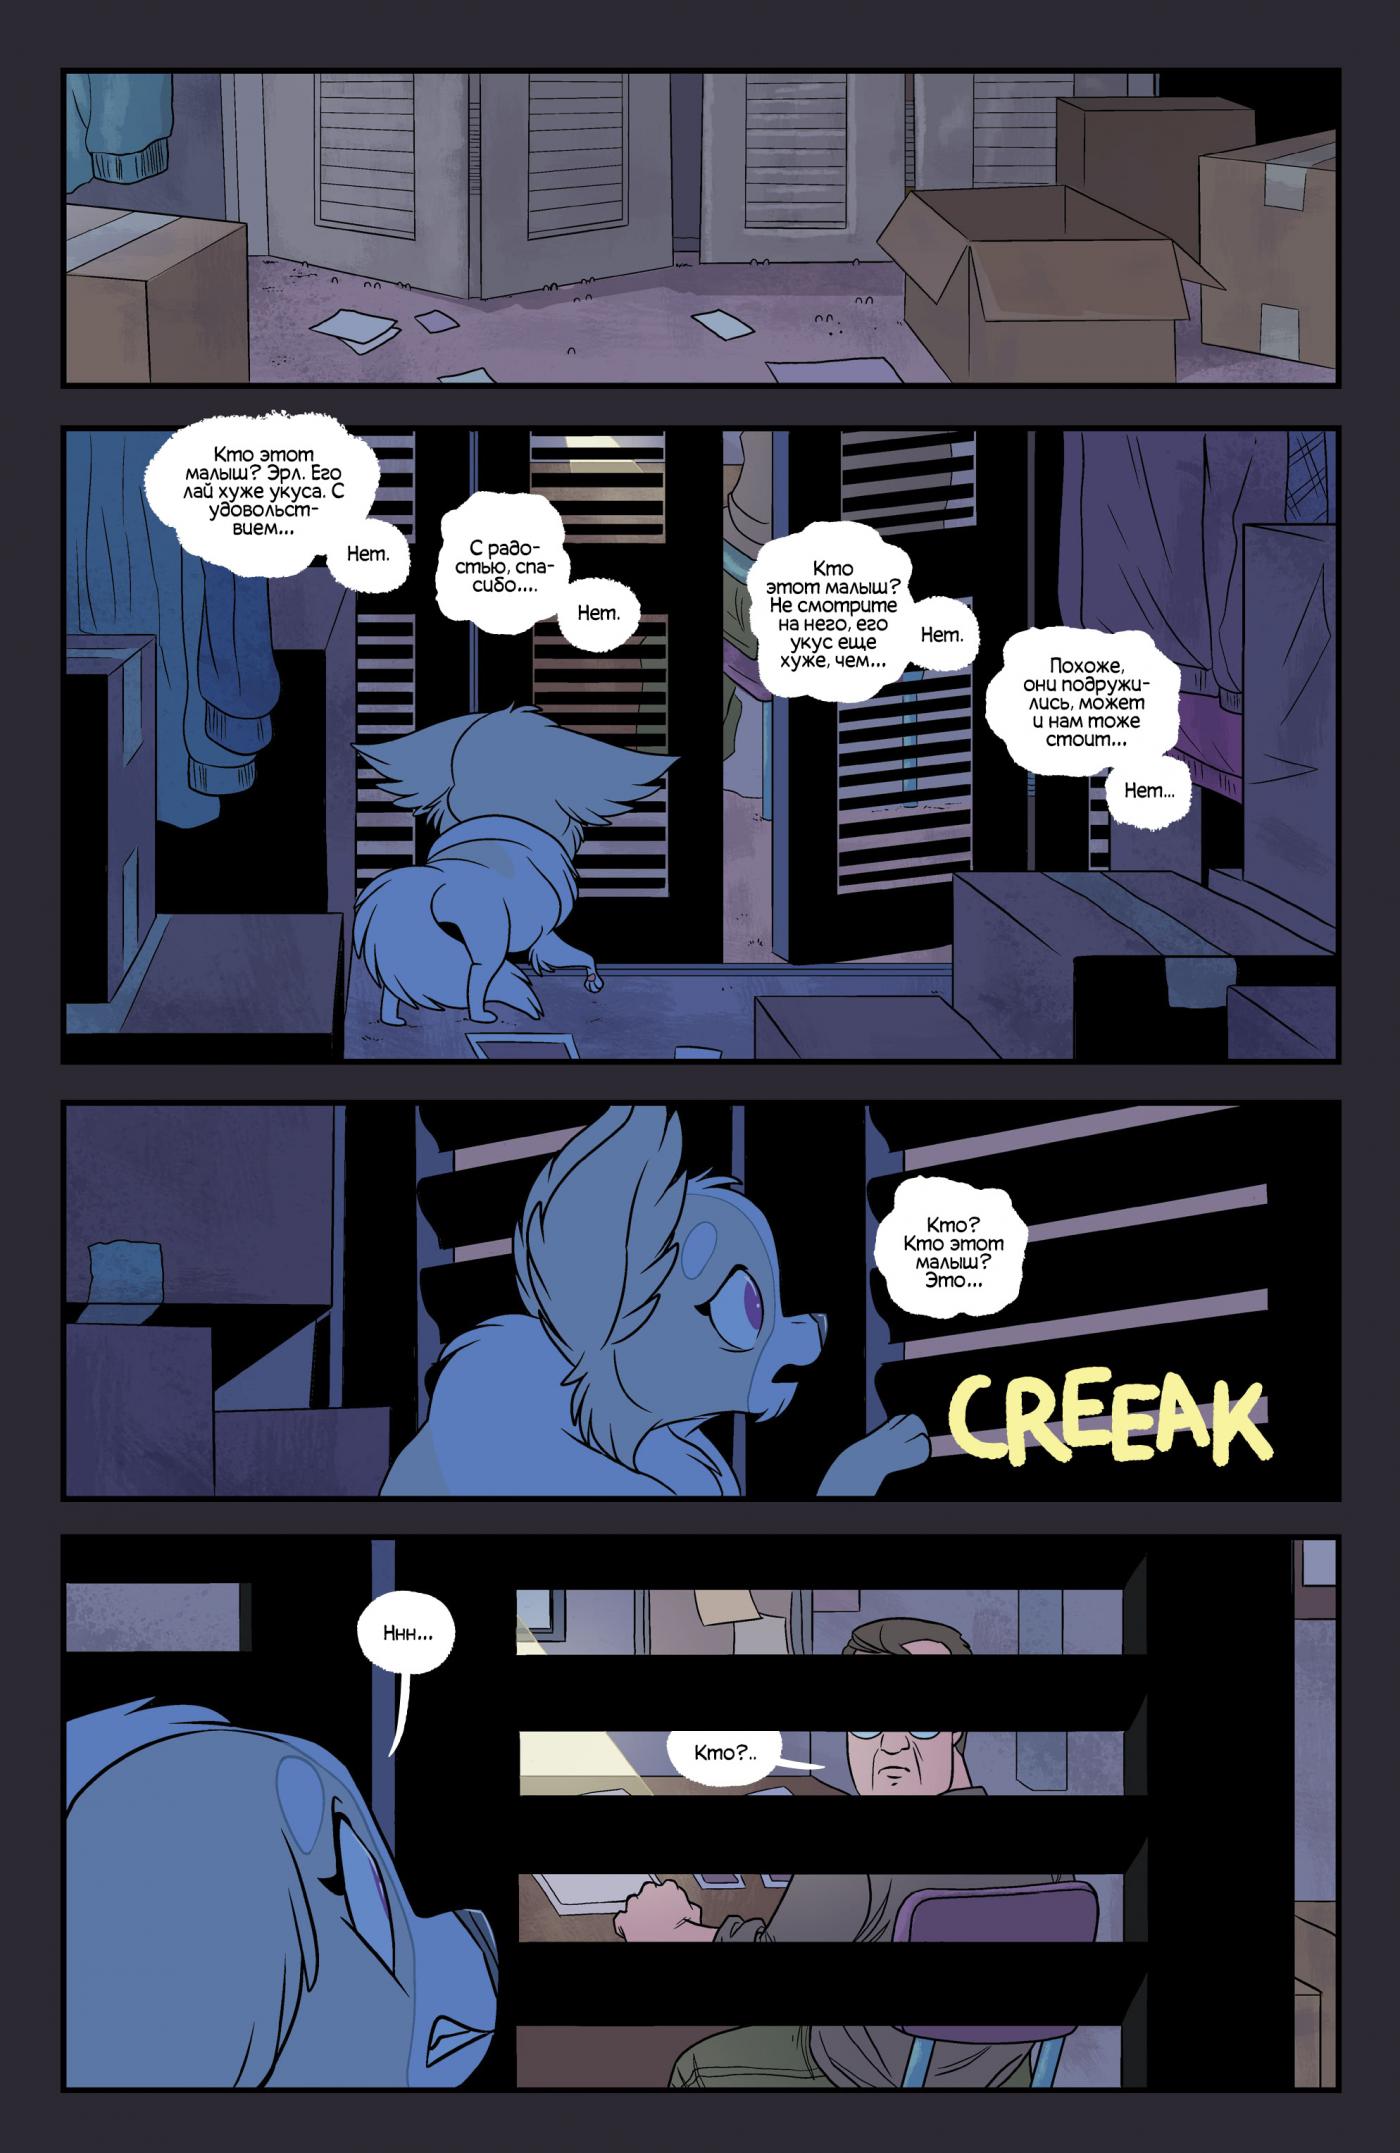 Кто этот
малыш? Эрл. Его
лай хуже укуса. С
удовольст-
вием...
Нет.
С радо-
стью, спа-
сибо....
Нет.
Кто
этот малыш?
Не смотрите
на него, его
укус еще
хуже, чем...
Нет.
Похоже,
они подружи-
лись, может
и нам тоже
стоит...
Нет...
Кто?
Кто этот
малыш?
Это...
CREEAK
Ннн...
Кто?..